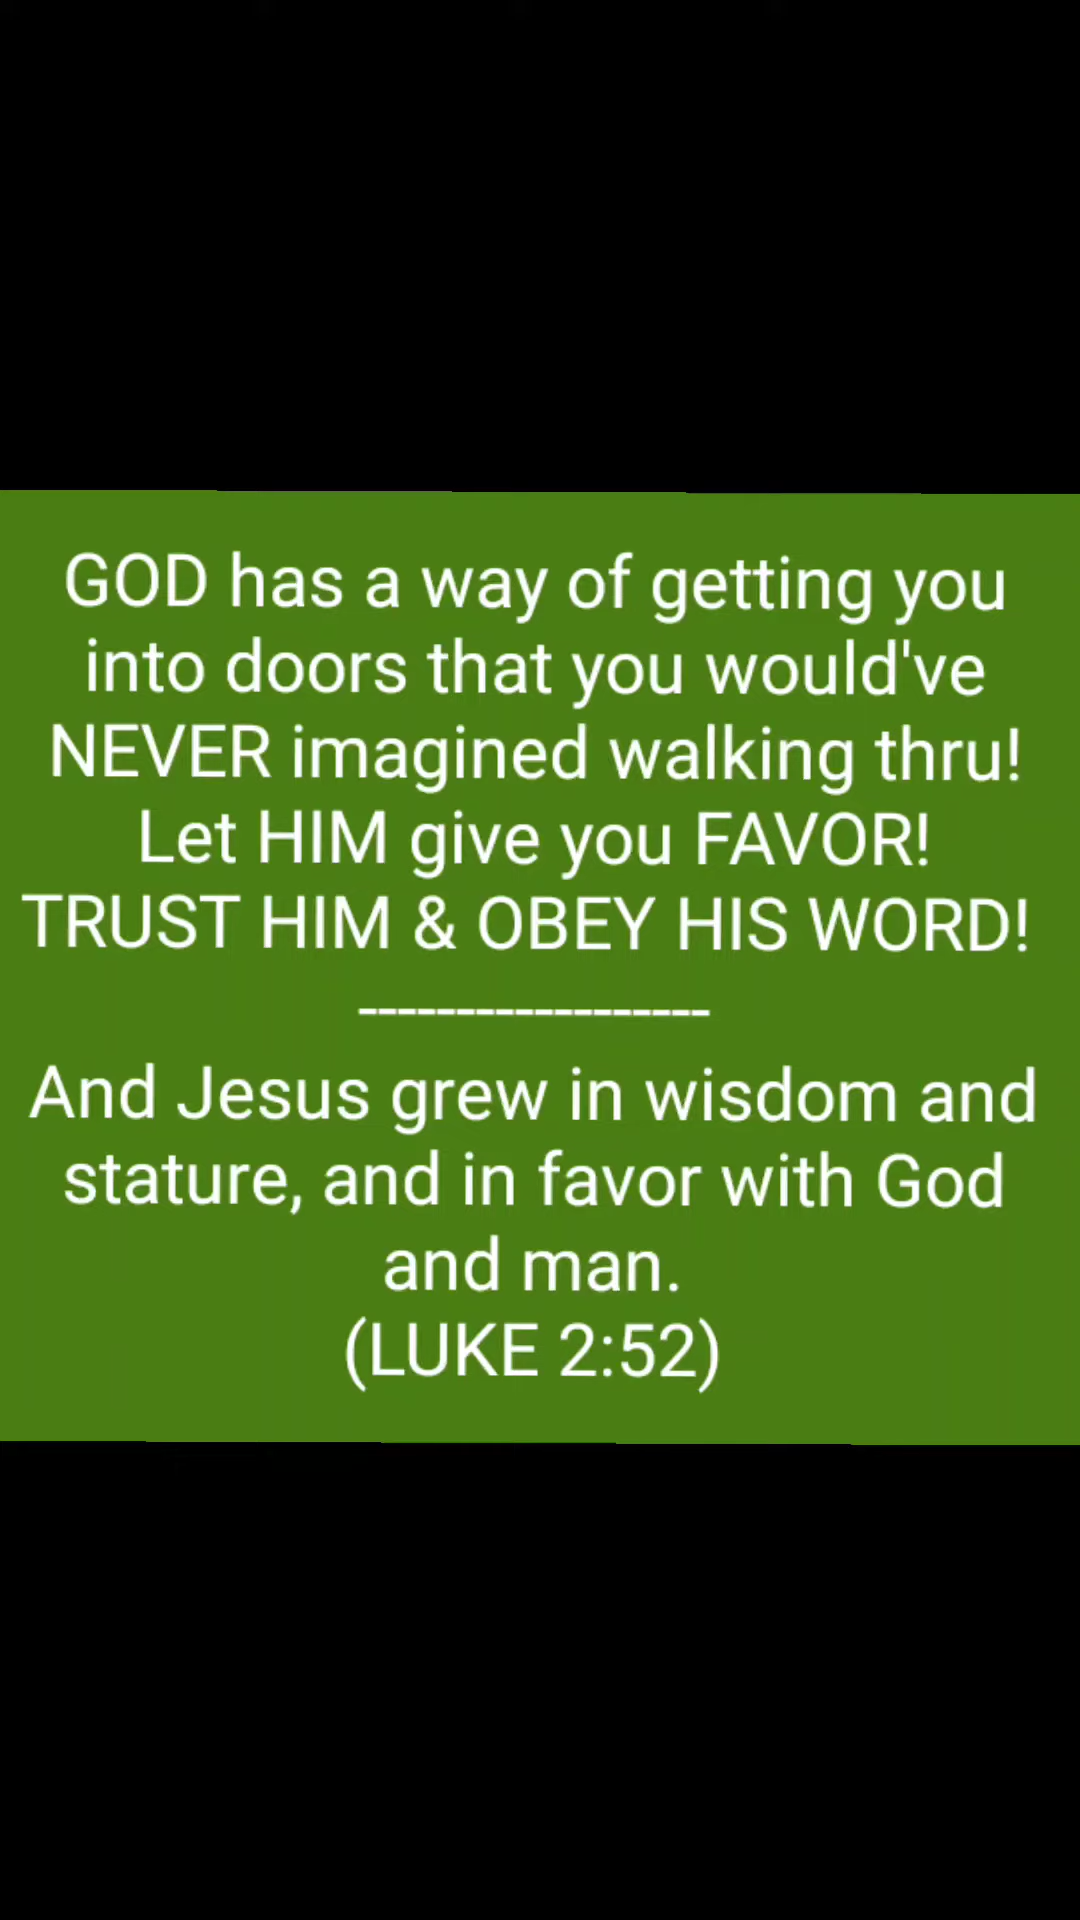 GOD has a way of getting you
into doors that you would've
NEVER imagined walking thru!
Let HIM give you FAVOR!
TRUST HIM & OBEY HIS WORD!
------------------
And Jesus grew in wisdom and
stature, and in favor with God
and man.
(LUKE 2:52)